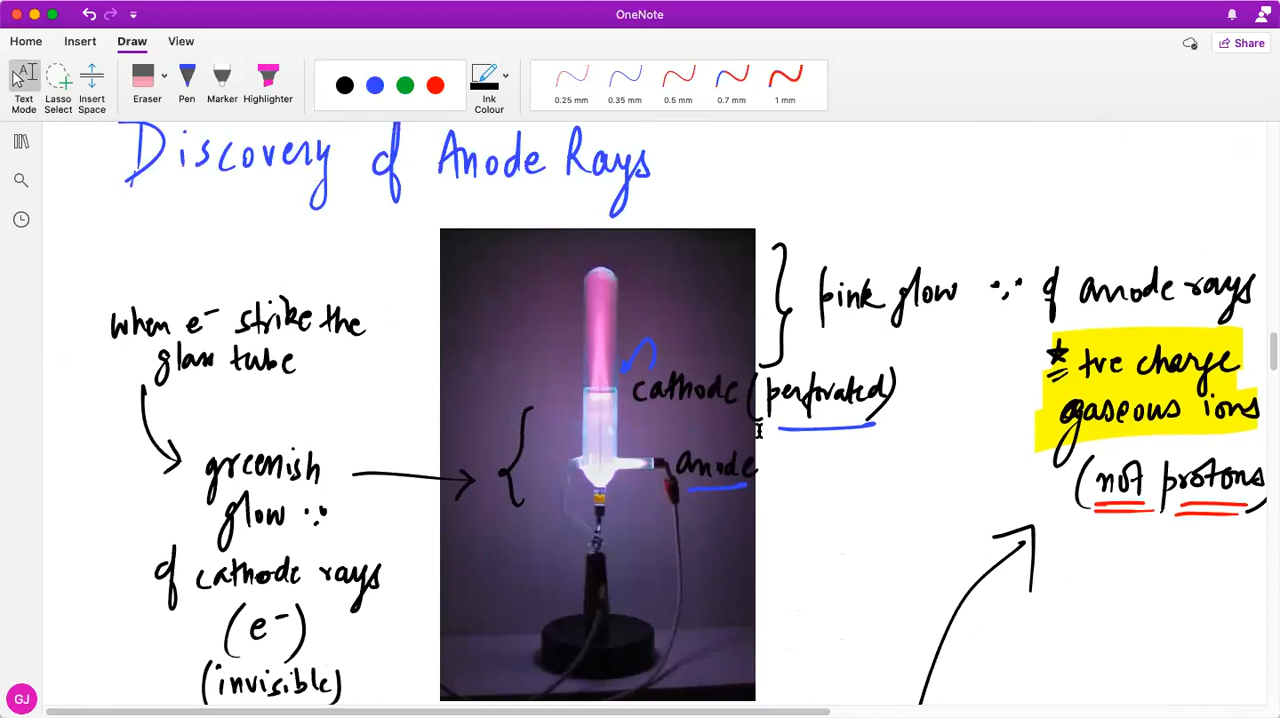 OneNote
Home Insert Draw View
Share
Text Mode
Lasso Select
Insert Space
Eraser
Pen
Marker
Highlighter
Ink Colour
0.25 mm
0.35 mm
0.5 mm
0.7 mm
1 mm
Discovery of Anode Rays
when e⁻ strike the
glass tube
greenish
glow ∵
of cathode rays
(e⁻)
(invisible)
cathode (perforated)
anode
pink glow ∵ of anode rays
* +ve charge
gaseous ions
(not protons)
GJ